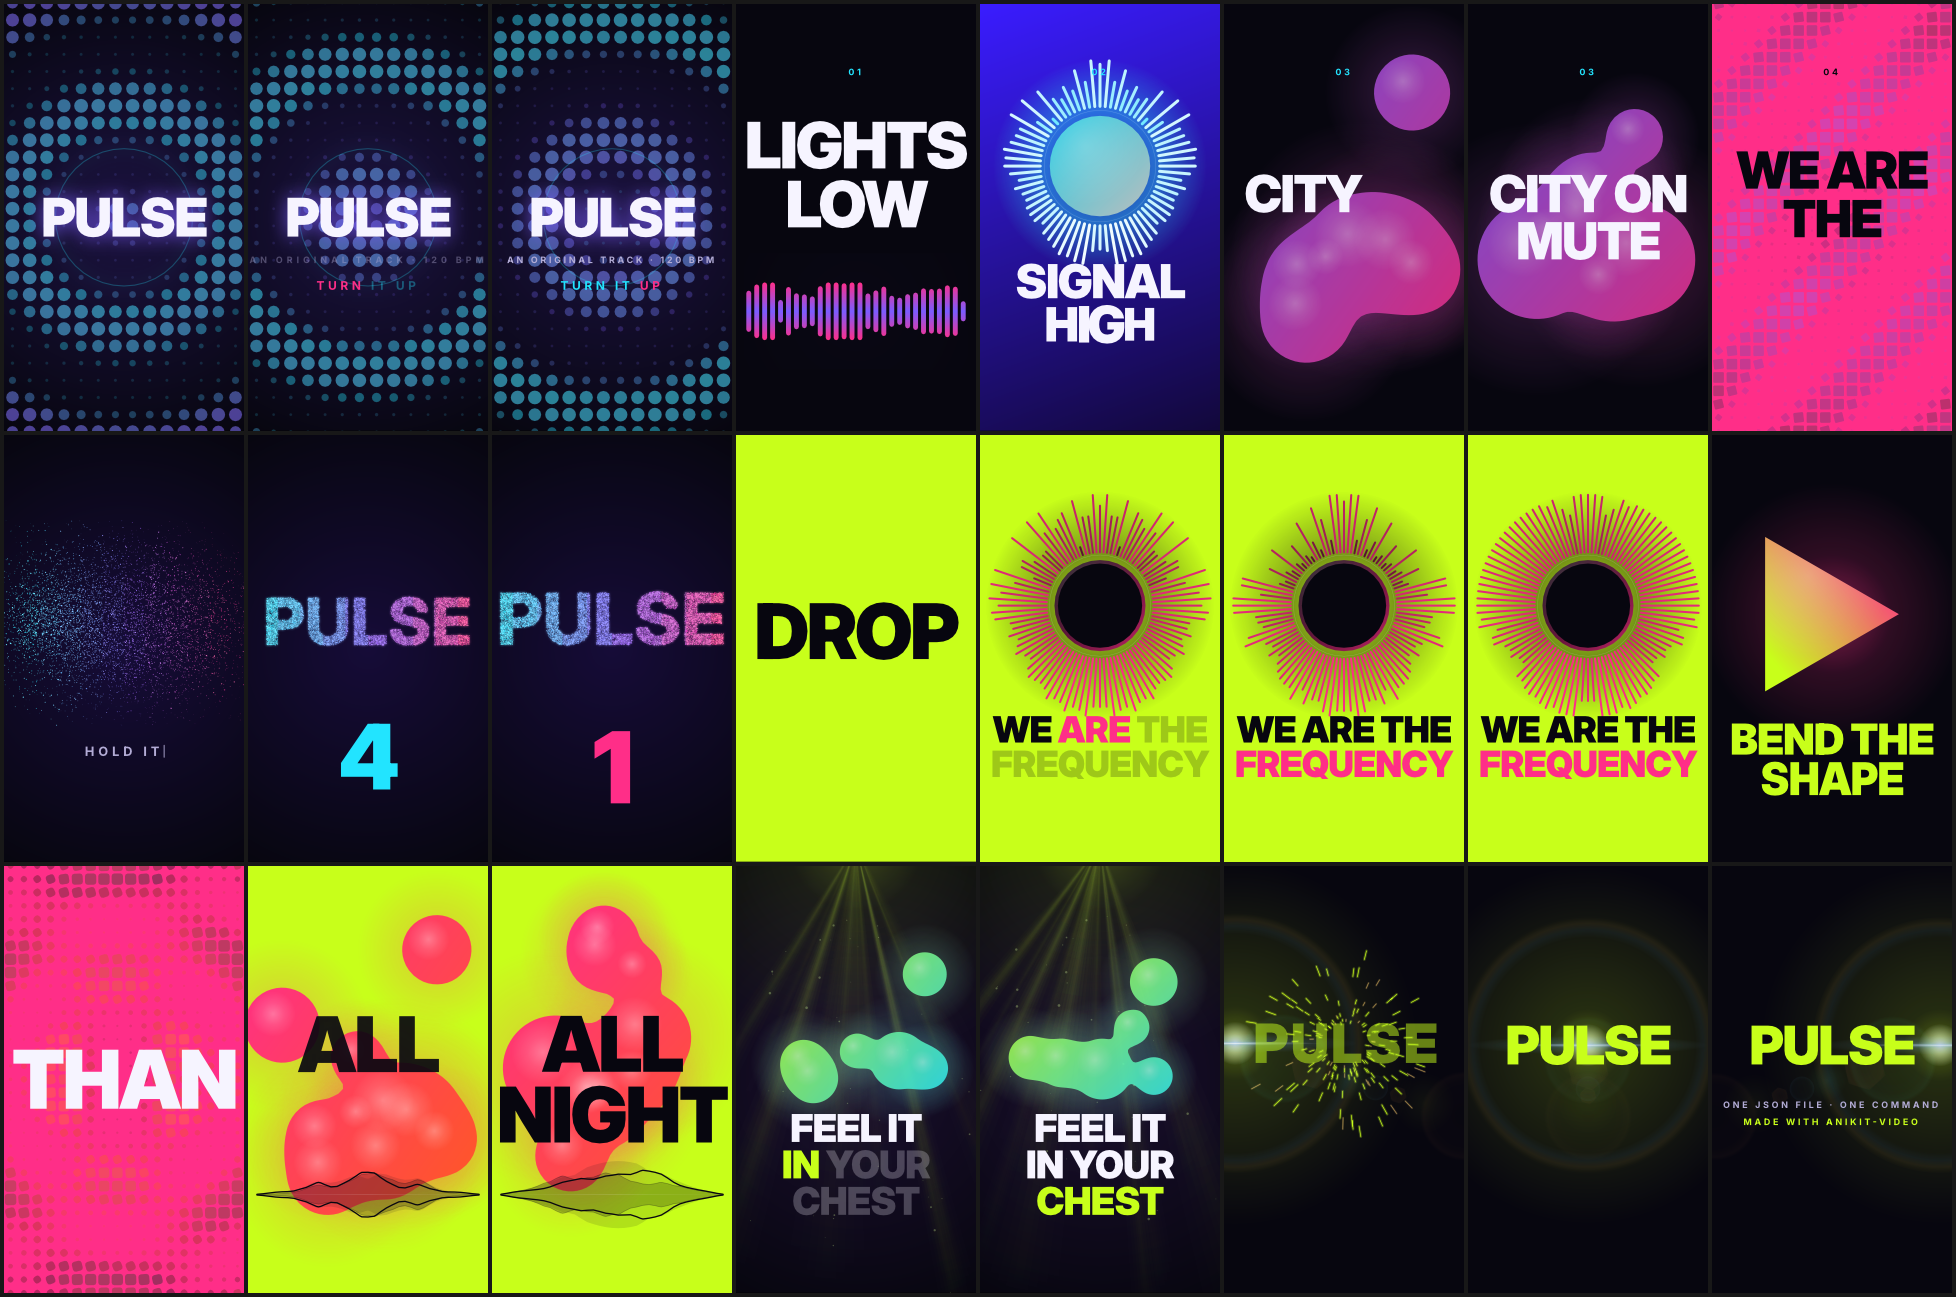 PULSE
PULSE
AN ORIGINAL TRACK · 120 BPM
TURN IT UP
PULSE
AN ORIGINAL TRACK · 120 BPM
TURN IT UP
01
LIGHTS
LOW
02
SIGNAL
HIGH
03
CITY
03
CITY ON
MUTE
04
WE ARE
THE
HOLD IT|
PULSE
4
PULSE
1
DROP
WE ARE THE
FREQUENCY
WE ARE THE
FREQUENCY
WE ARE THE
FREQUENCY
BEND THE
SHAPE
THAN
ALL
ALL
NIGHT
FEEL IT
IN YOUR
CHEST
FEEL IT
IN YOUR
CHEST
PULSE
PULSE
PULSE
ONE JSON FILE · ONE COMMAND
MADE WITH ANIKIT-VIDEO